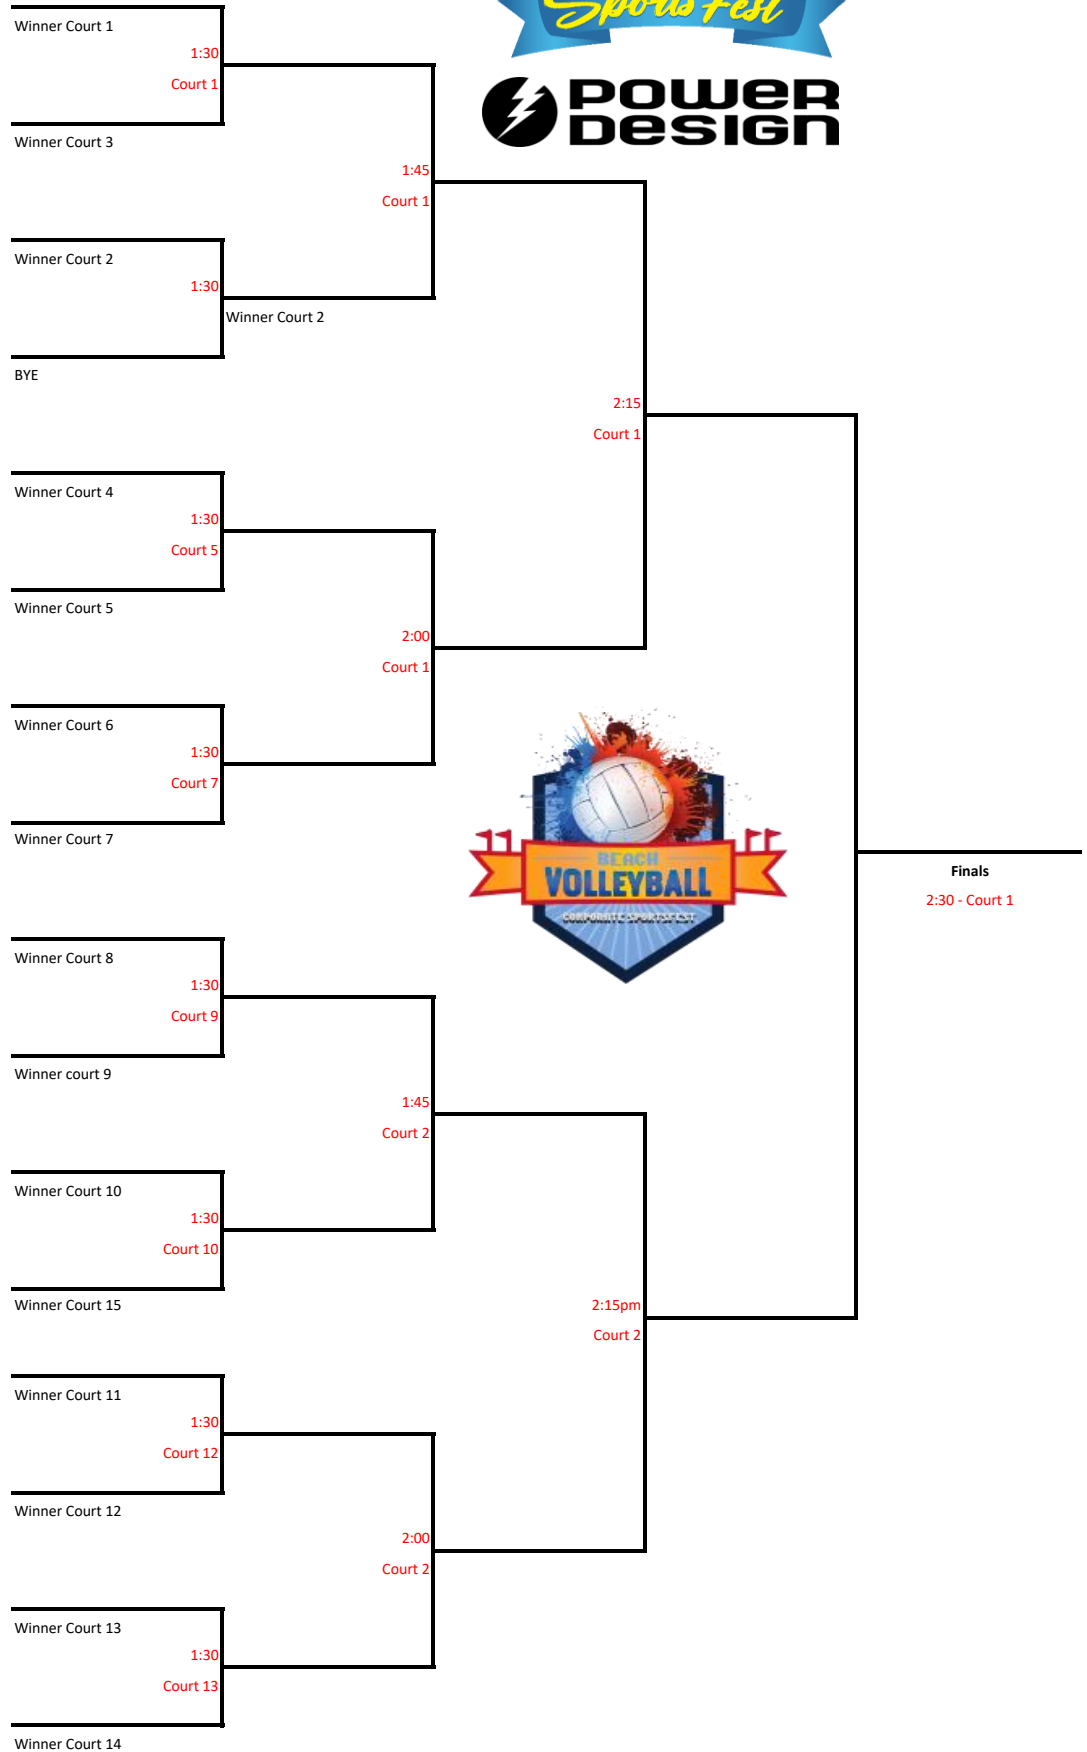 Sports Fest
Winner Court 1
1:30
Court 1
Winner Court 3
POWER
DESIGN
1:45
Court 1
Winner Court 2
1:30
Winner Court 2
BYE
2:15
Court 1
Winner Court 4
1:30
Court 5
Winner Court 5
2:00
Court 1
Winner Court 6
1:30
Court 7
Winner Court 7
BEACH
VOLLEYBALL
CORPORATE SPORTSFEST
Finals
2:30 - Court 1
Winner Court 8
1:30
Court 9
Winner court 9
1:45
Court 2
Winner Court 10
1:30
Court 10
Winner Court 15
2:15pm
Court 2
Winner Court 11
1:30
Court 12
Winner Court 12
2:00
Court 2
Winner Court 13
1:30
Court 13
Winner Court 14